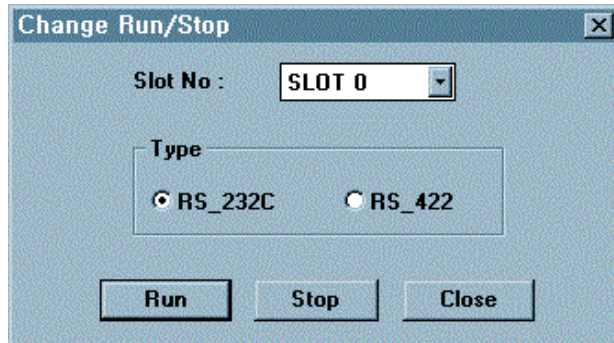 Change Run/Stop
Slot No : SLOT 0
Type
RS_232C RS_422
Run Stop Close